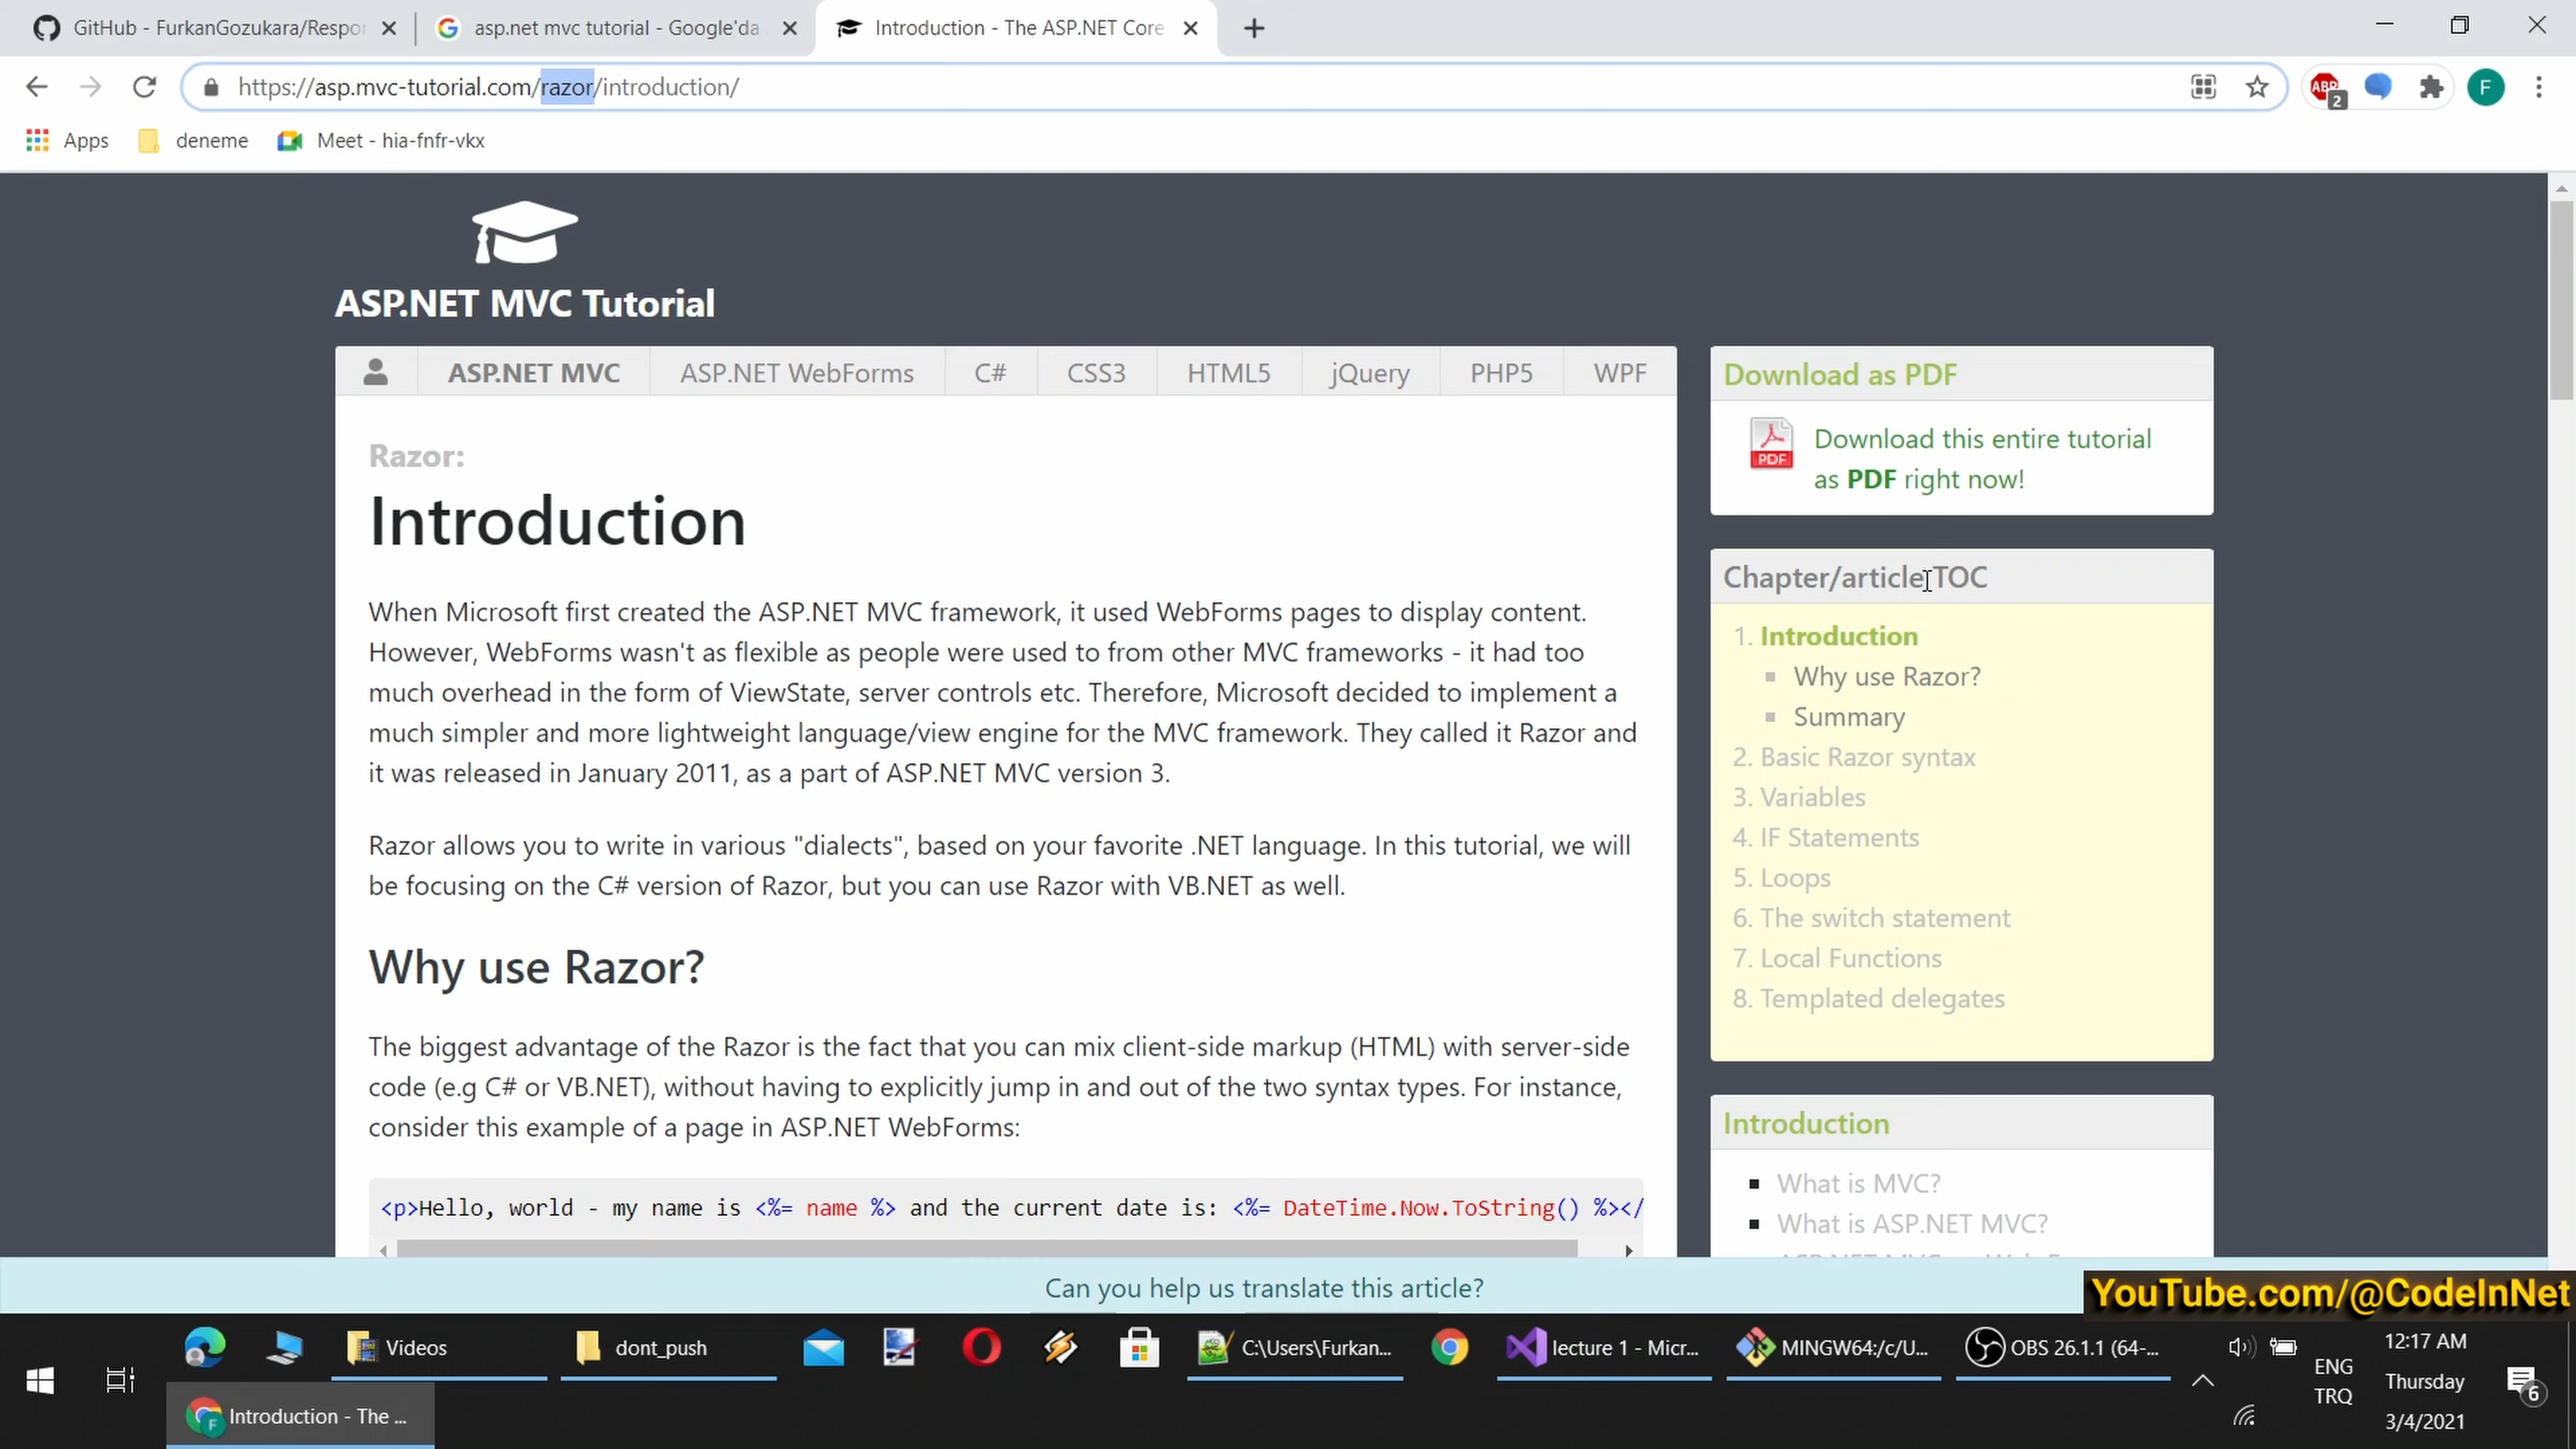 GitHub - FurkanGozukara/Respor
asp.net mvc tutorial - Google'da
Introduction - The ASP.NET Core
https://asp.mvc-tutorial.com/razor/introduction/
ABP
2
F
Apps
deneme
Meet - hia-fnfr-vkx
ASP.NET MVC Tutorial
ASP.NET MVC
ASP.NET WebForms
C#
CSS3
HTML5
jQuery
PHP5
WPF
Razor:
Introduction
When Microsoft first created the ASP.NET MVC framework, it used WebForms pages to display content.
However, WebForms wasn't as flexible as people were used to from other MVC frameworks - it had too
much overhead in the form of ViewState, server controls etc. Therefore, Microsoft decided to implement a
much simpler and more lightweight language/view engine for the MVC framework. They called it Razor and
it was released in January 2011, as a part of ASP.NET MVC version 3.
Razor allows you to write in various "dialects", based on your favorite .NET language. In this tutorial, we will
be focusing on the C# version of Razor, but you can use Razor with VB.NET as well.
Why use Razor?
The biggest advantage of the Razor is the fact that you can mix client-side markup (HTML) with server-side
code (e.g C# or VB.NET), without having to explicitly jump in and out of the two syntax types. For instance,
consider this example of a page in ASP.NET WebForms:
<p>Hello, world - my name is <%= name %> and the current date is: <%= DateTime.Now.ToString() %></
Download as PDF
PDF
Download this entire tutorial
as PDF right now!
Chapter/article TOC
1. Introduction
Why use Razor?
Summary
2. Basic Razor syntax
3. Variables
4. IF Statements
5. Loops
6. The switch statement
7. Local Functions
8. Templated delegates
Introduction
What is MVC?
What is ASP.NET MVC?
Can you help us translate this article?
YouTube.com/@CodeInNet
Videos
dont_push
C:\Users\Furkan...
lecture 1 - Micr...
MINGW64:/c/U...
OBS 26.1.1 (64-...
Introduction - The ...
ENG
TRQ
12:17 AM
Thursday
3/4/2021
6